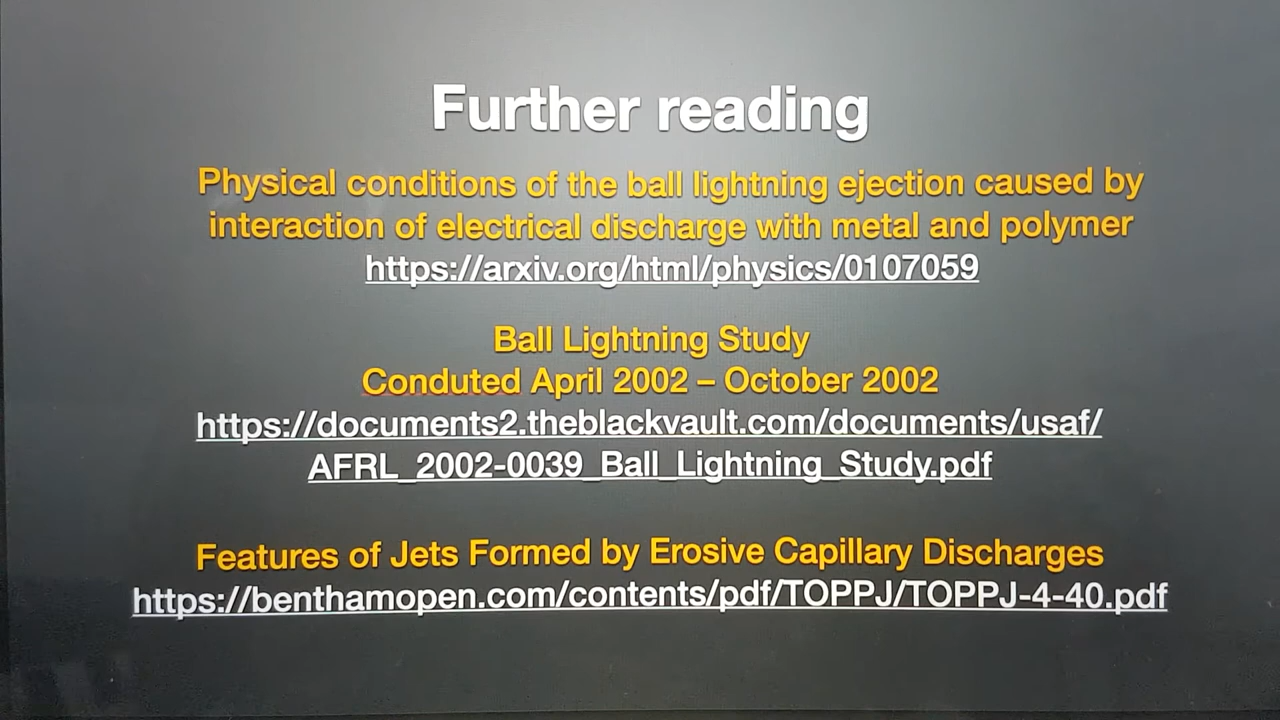 Further reading
Physical conditions of the ball lightning ejection caused by
interaction of electrical discharge with metal and polymer
https://arxiv.org/html/physics/0107059
Ball Lightning Study
Conduted April 2002 – October 2002
https://documents2.theblackvault.com/documents/usaf/
AFRL_2002-0039_Ball_Lightning_Study.pdf
Features of Jets Formed by Erosive Capillary Discharges
https://benthamopen.com/contents/pdf/TOPPJ/TOPPJ-4-40.pdf